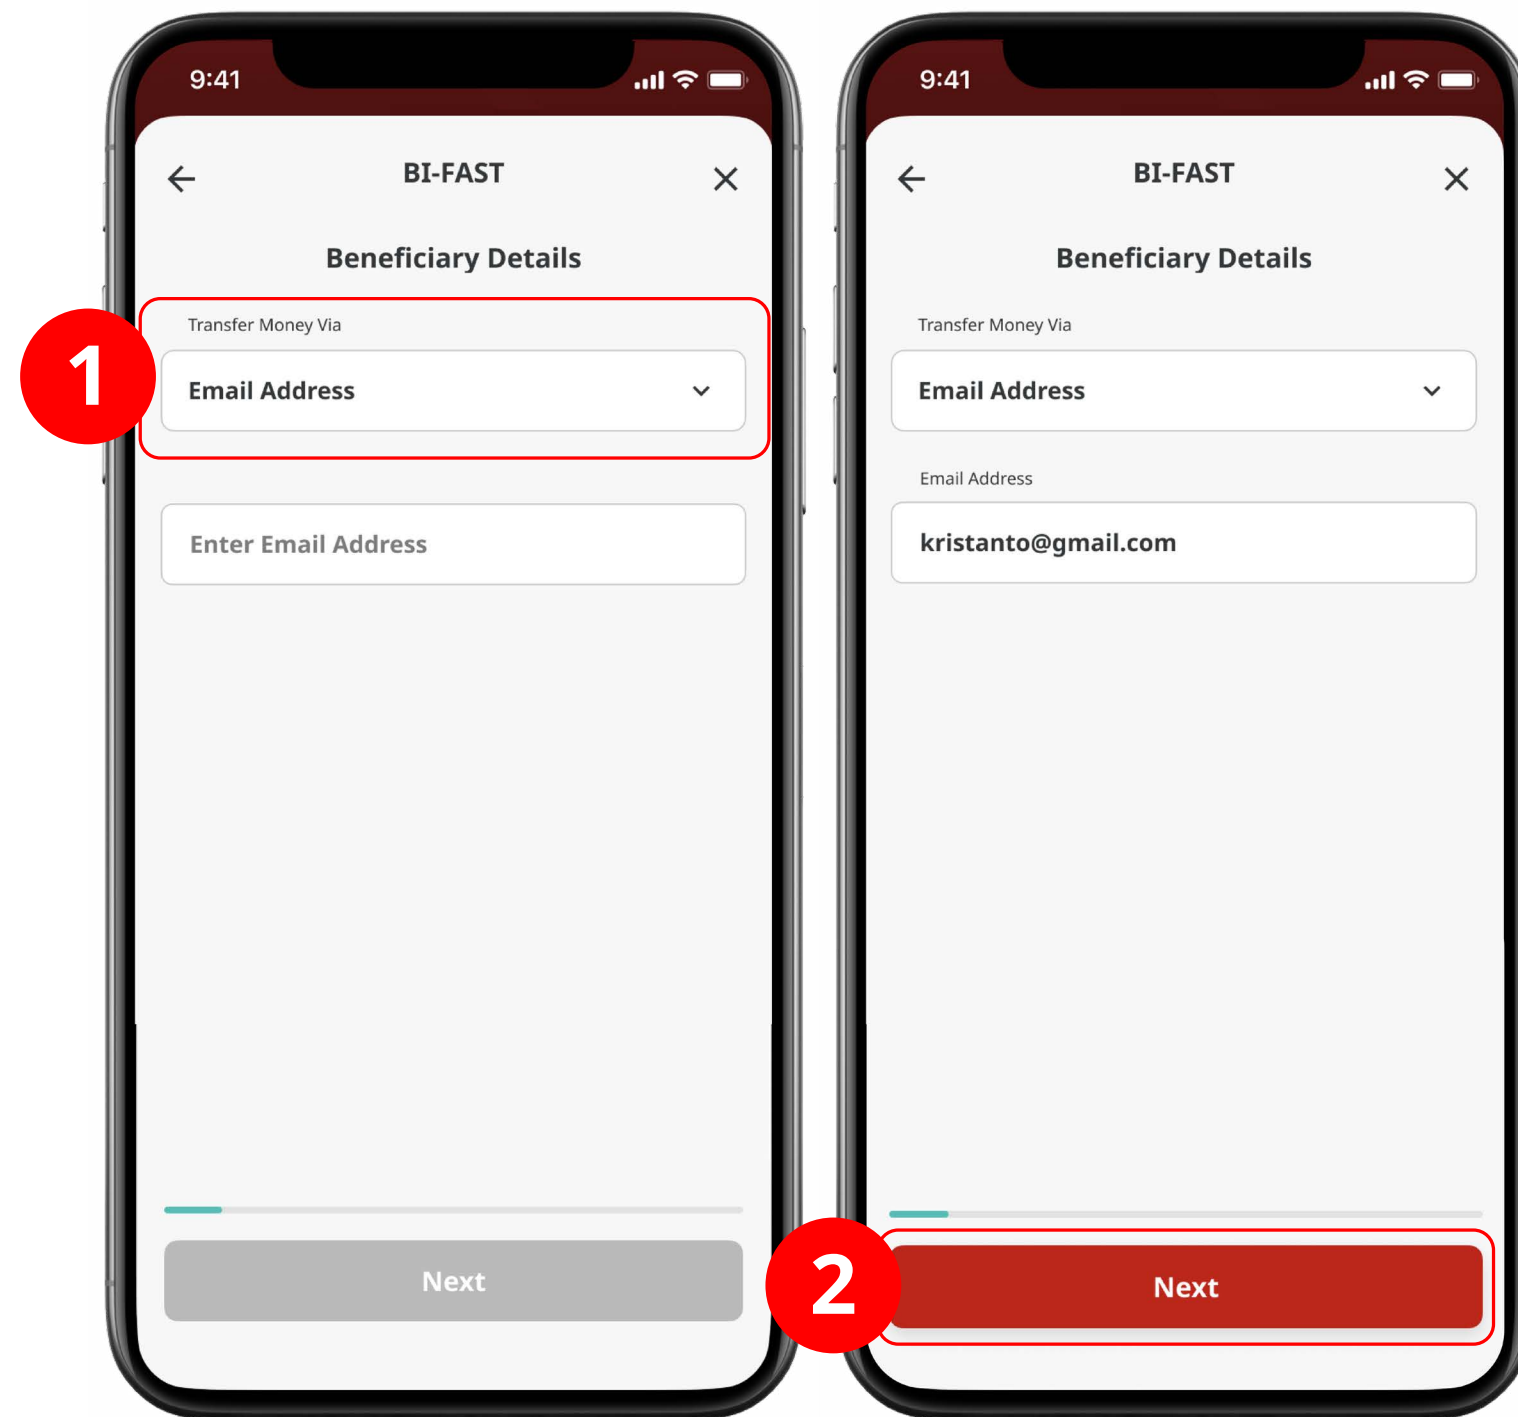 9:41
BI-FAST
Beneficiary Details
1
Transfer Money Via
Email Address
Enter Email Address
Next
9:41
BI-FAST
Beneficiary Details
Transfer Money Via
Email Address
Email Address
kristanto@gmail.com
2
Next